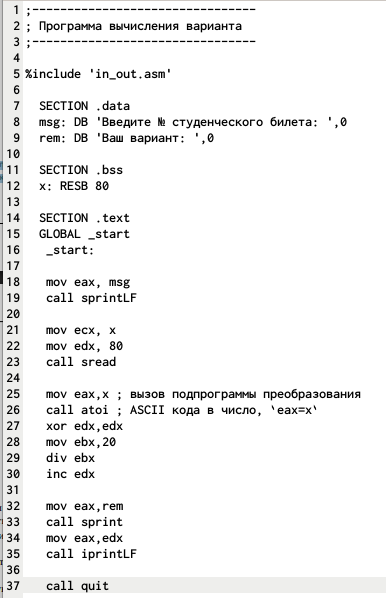 1 ;--------------------------------
2 ; Программа вычисления варианта
3 ;--------------------------------
4
5 %include 'in_out.asm'
6
7 SECTION .data
8 msg: DB 'Введите № студенческого билета: ',0
9 rem: DB 'Ваш вариант: ',0
10
11 SECTION .bss
12 x: RESB 80
13
14 SECTION .text
15 GLOBAL _start
16 _start:
17
18 mov eax, msg
19 call sprintLF
20
21 mov ecx, x
22 mov edx, 80
23 call sread
24
25 mov eax,x ; вызов подпрограммы преобразования
26 call atoi ; ASCII кода в число, `eax=x`
27 xor edx,edx
28 mov ebx,20
29 div ebx
30 inc edx
31
32 mov eax,rem
33 call sprint
34 mov eax,edx
35 call iprintLF
36
37 call quit